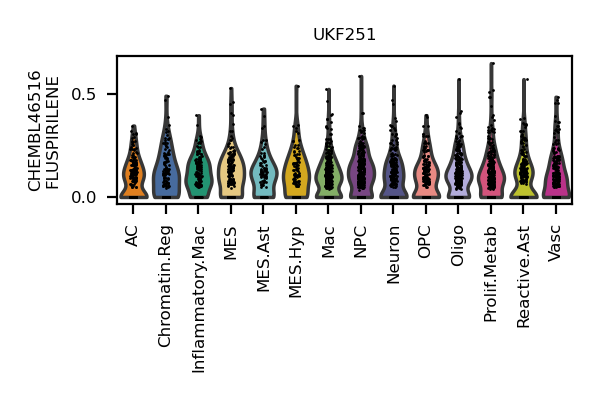 UKF251
CHEMBL46516
FLUSPIRILENE
0.5
0.0
AC
Chromatin.Reg
Inflammatory.Mac
MES
MES.Ast
MES.Hyp
Mac
NPC
Neuron
OPC
Oligo
Prolif.Metab
Reactive.Ast
Vasc